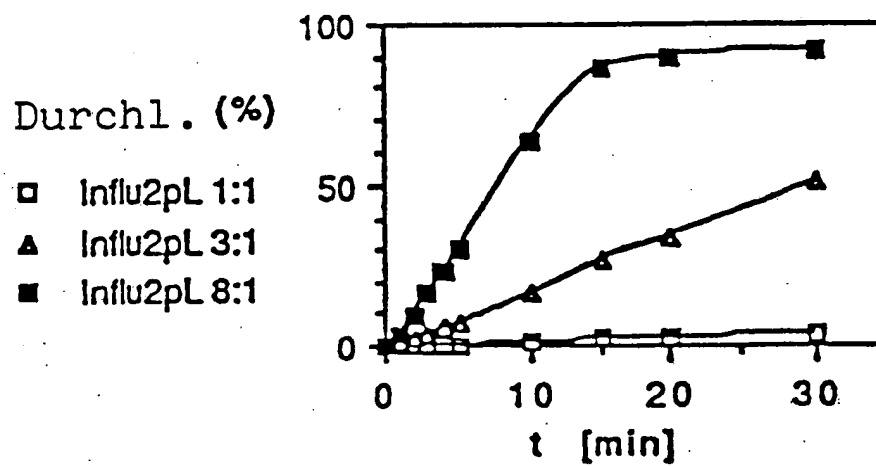 100
Durchl. (%)
Influ2pL 1:1
50
Influ2pL 3:1
Influ2pL 8:1
0
0 10 20 30
t [min]